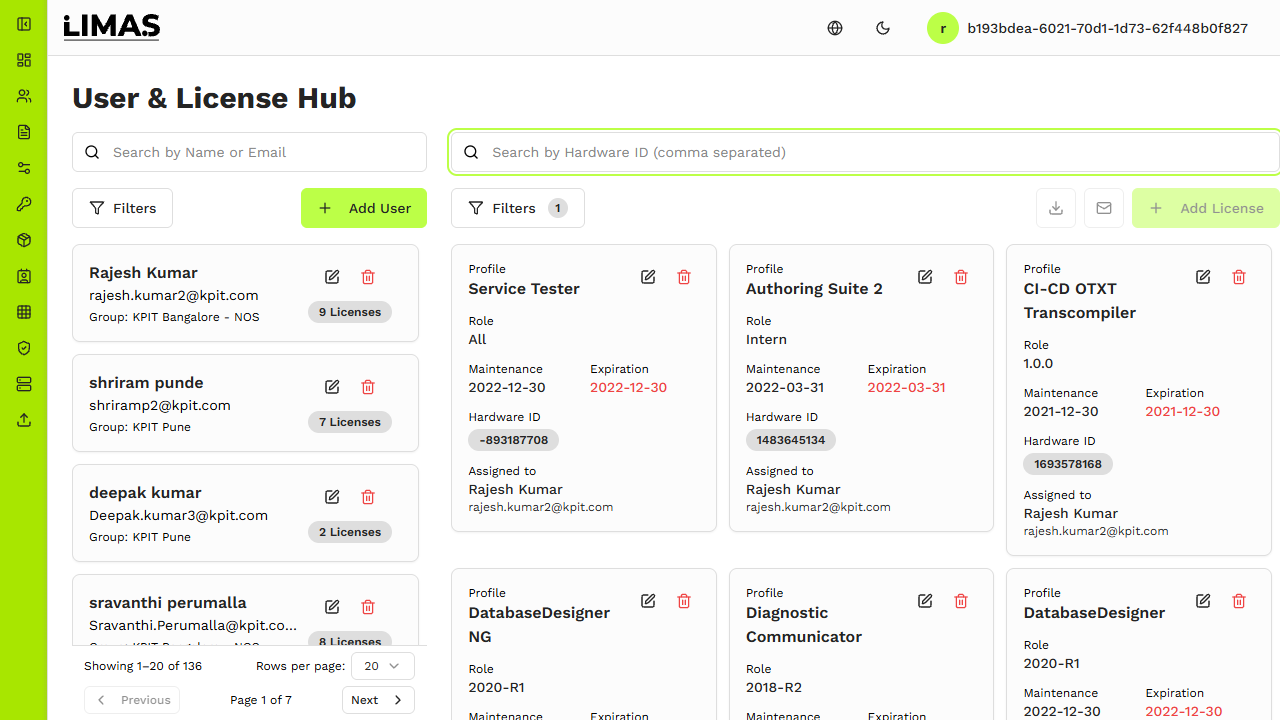 LIMAS
r
b193bdea-6021-70d1-1d73-62f448b0f827
User & License Hub
Search by Name or Email
Search by Hardware ID (comma separated)
Filters
Add User
Filters 1
Add License
Rajesh Kumar
rajesh.kumar2@kpit.com
Group: KPIT Bangalore - NOS
9 Licenses
shriram punde
shriramp2@kpit.com
Group: KPIT Pune
7 Licenses
deepak kumar
Deepak.kumar3@kpit.com
Group: KPIT Pune
2 Licenses
sravanthi perumalla
Sravanthi.Perumalla@kpit.co...
8 Licenses
Showing 1–20 of 136
Rows per page: 20
Previous
Page 1 of 7
Next
Profile
Service Tester
Role
All
Maintenance Expiration
2022-12-30 2022-12-30
Hardware ID
-893187708
Assigned to
Rajesh Kumar
rajesh.kumar2@kpit.com
Profile
Authoring Suite 2
Role
Intern
Maintenance Expiration
2022-03-31 2022-03-31
Hardware ID
1483645134
Assigned to
Rajesh Kumar
rajesh.kumar2@kpit.com
Profile
CI-CD OTXT
Transcompiler
Role
1.0.0
Maintenance Expiration
2021-12-30 2021-12-30
Hardware ID
1693578168
Assigned to
Rajesh Kumar
rajesh.kumar2@kpit.com
Profile
DatabaseDesigner
NG
Role
2020-R1
Maintenance Expiration
Profile
Diagnostic
Communicator
Role
2018-R2
Maintenance Expiration
Profile
DatabaseDesigner
Role
2020-R1
Maintenance Expiration
2022-12-30 2022-12-30